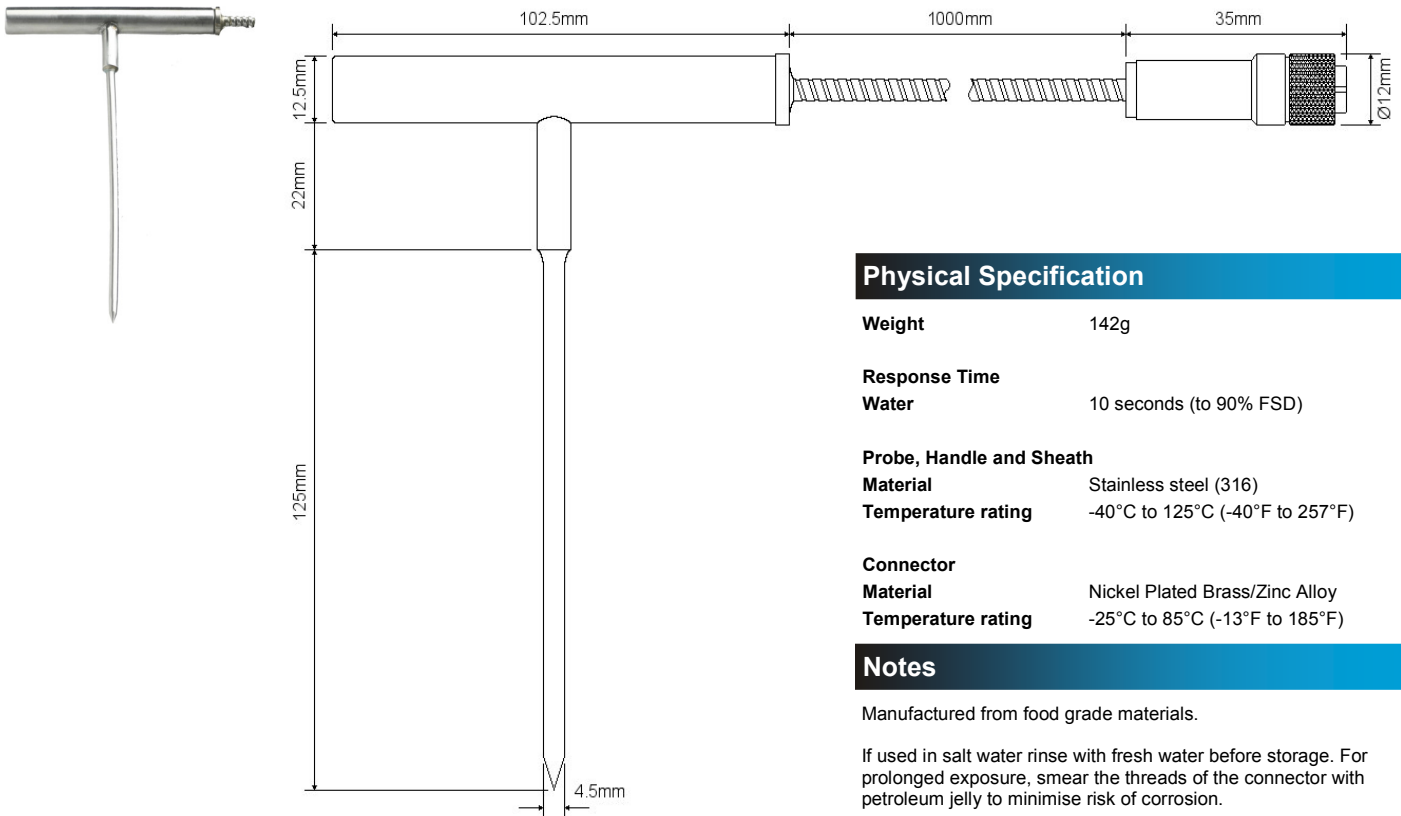 102.5mm
1000mm
35mm
12.5mm
Ø12mm
22mm
125mm
4.5mm
Physical Specification
Weight 142g
Response Time
Water 10 seconds (to 90% FSD)
Probe, Handle and Sheath
Material Stainless steel (316)
Temperature rating -40°C to 125°C (-40°F to 257°F)
Connector
Material Nickel Plated Brass/Zinc Alloy
Temperature rating -25°C to 85°C (-13°F to 185°F)
Notes
Manufactured from food grade materials.
If used in salt water rinse with fresh water before storage. For
prolonged exposure, smear the threads of the connector with
petroleum jelly to minimise risk of corrosion.